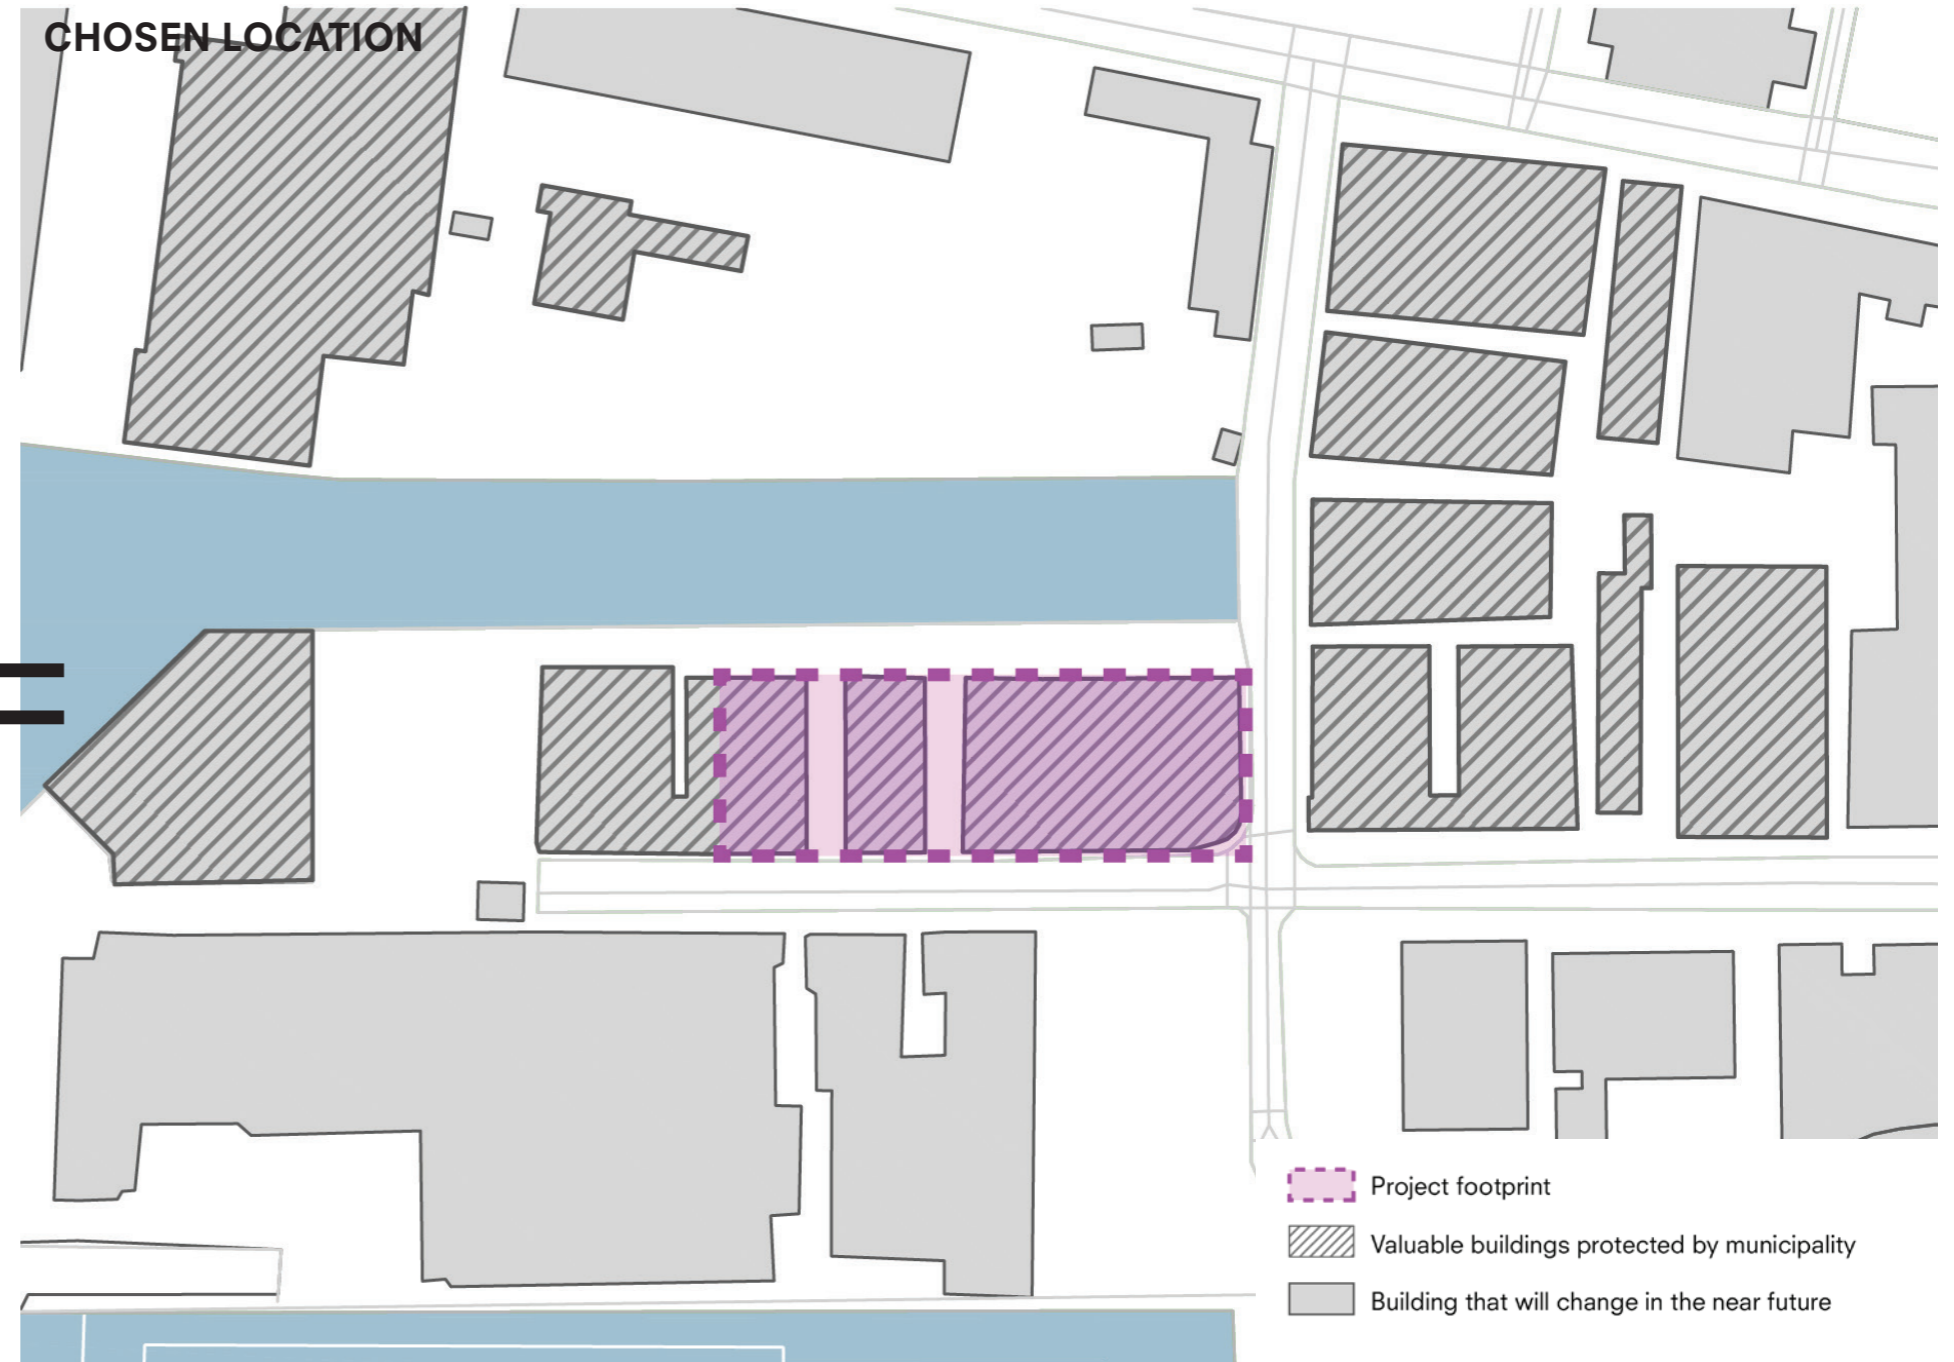 CHOSEN LOCATION
Project footprint
Valuable buildings protected by municipality
Building that will change in the near future